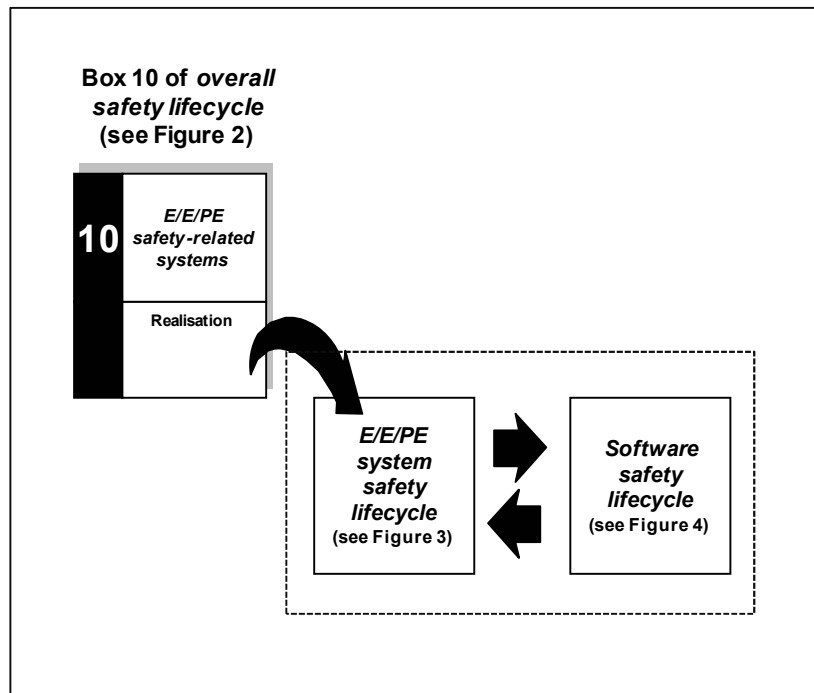 Box 10 of overall
safety lifecycle
(see Figure 2)
10
E/E/PE
safety-related
systems
Realisation
E/E/PE
system
safety
lifecycle
(see Figure 3)
Software
safety
lifecycle
(see Figure 4)